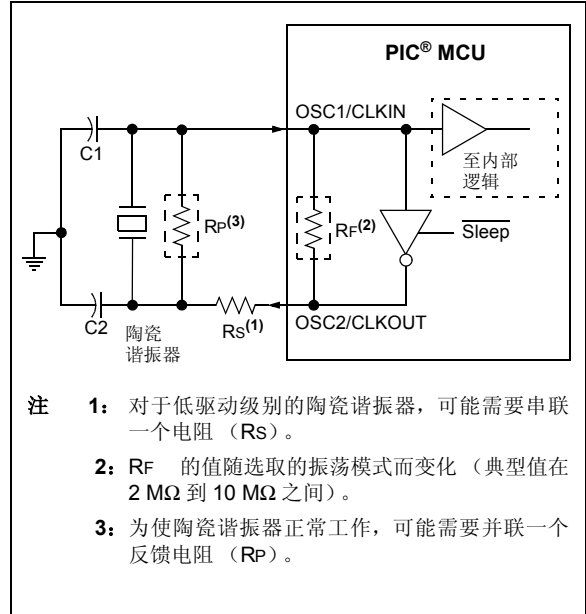 PIC® MCU
OSC1/CLKIN
C1
至内部
逻辑
RP(3)
RF(2)
Sleep
C2
陶瓷
谐振器
RS(1)
OSC2/CLKOUT
注 1: 对于低驱动级别的陶瓷谐振器，可能需要串联
一个电阻 （RS）。
2: RF 的值随选取的振荡模式而变化 （典型值在
2 MΩ 到 10 MΩ 之间）。
3: 为使陶瓷谐振器正常工作，可能需要并联一个
反馈电阻 （RP）。